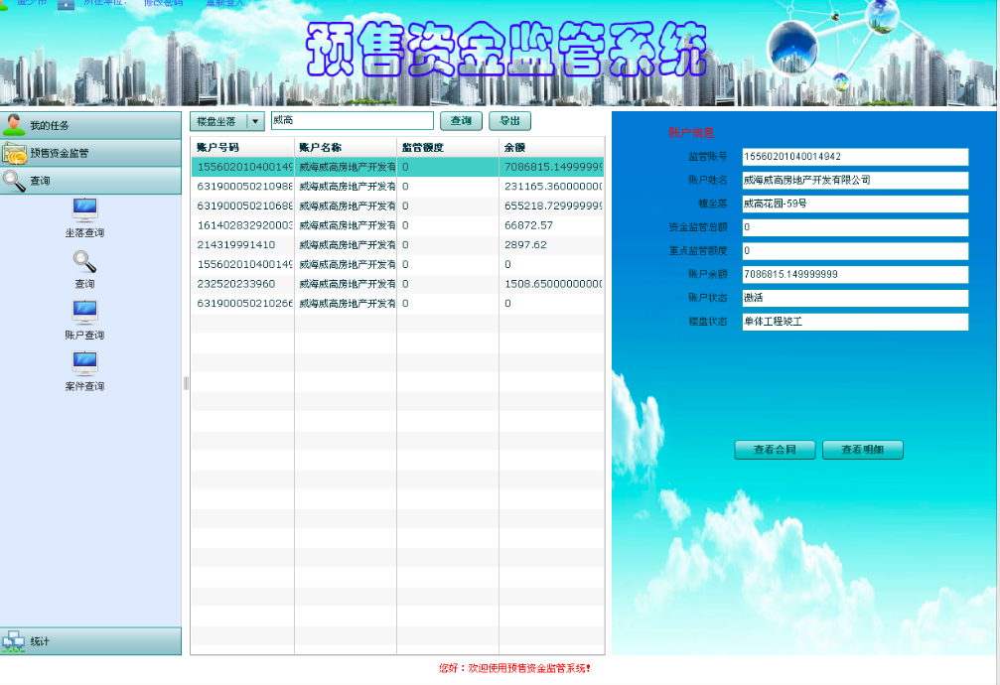 所在单位： 修改密码 重新登入
预售资金监管系统
我的任务
预售资金监管
查询
坐落查询
查询
账户查询
案件查询
统计
楼盘坐落 威高 查询 导出
账户号码 账户名称 监管额度 余额
155602010400149 威海威高房地产开发有 0 7086815.14999999
631900050210988 威海威高房地产开发有 0 231165.360000000
631900050210688 威海威高房地产开发有 0 655218.729999999
161402832920003 威海威高房地产开发有 0 66872.57
214319991410 威海威高房地产开发有 0 2897.62
155602010400149 威海威高房地产开发有 0 0
232520233960 威海威高房地产开发有 0 1508.65000000000
631900050210266 威海威高房地产开发有 0 0
账户信息
监管账号 15560201040014942
账户姓名 威海威高房地产开发有限公司
幢坐落 威高花园-59号
资金监管总额 0
重点监管额度 0
账户余额 7086815.149999999
账户状态 激活
楼盘状态 单体工程竣工
查看合同 查看明细
您好：欢迎使用预售资金监管系统!